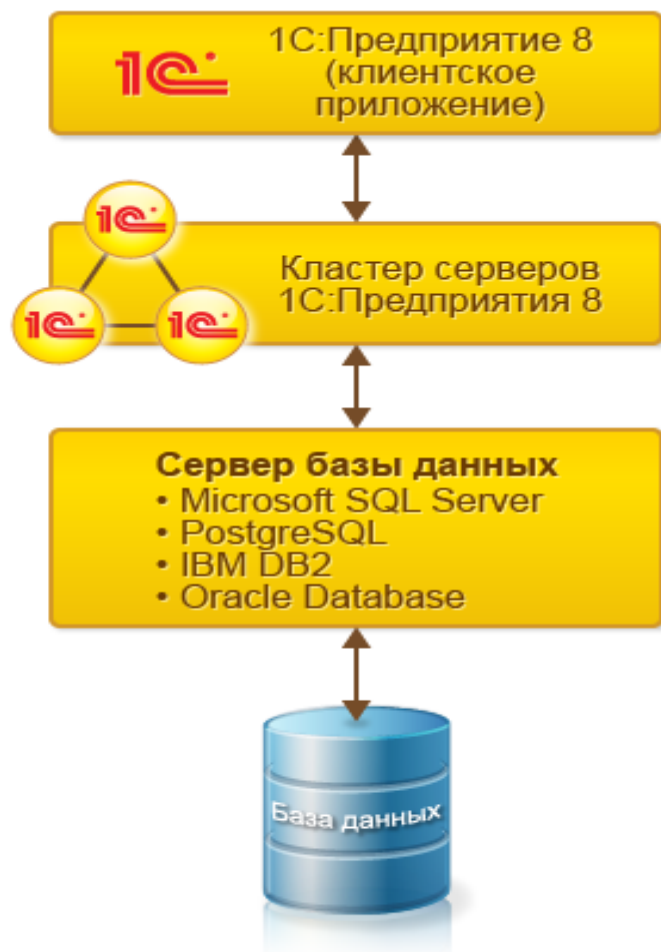 1С:Предприятие 8
(клиентское
приложение)
1С
1С
Кластер серверов
1С:Предприятия 8
1С
1С
Сервер базы данных
• Microsoft SQL Server
• PostgreSQL
• IBM DB2
• Oracle Database
База данных